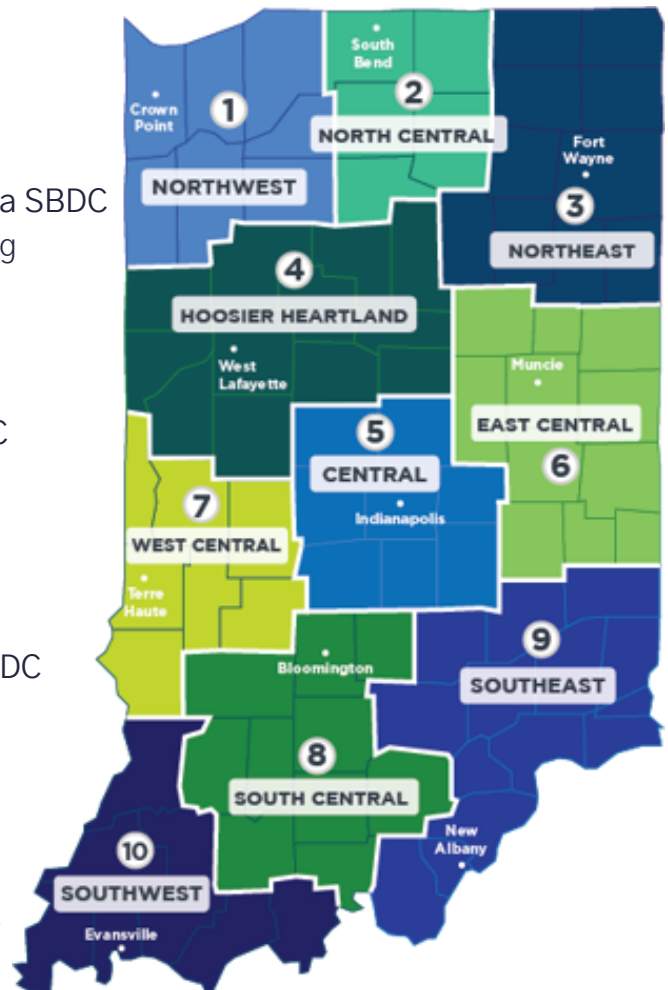 South
Bend
2
NORTH CENTRAL
Crown
Point
1
NORTHWEST
Fort
Wayne
3
NORTHEAST
a SBDC
g
4
HOOSIER HEARTLAND
West
Lafayette
Muncie
EAST CENTRAL
6
C
5
CENTRAL
Indianapolis
7
WEST CENTRAL
Terre
Haute
DC
Bloomington
9
SOUTHEAST
8
SOUTH CENTRAL
New
Albany
10
SOUTHWEST
Evansville